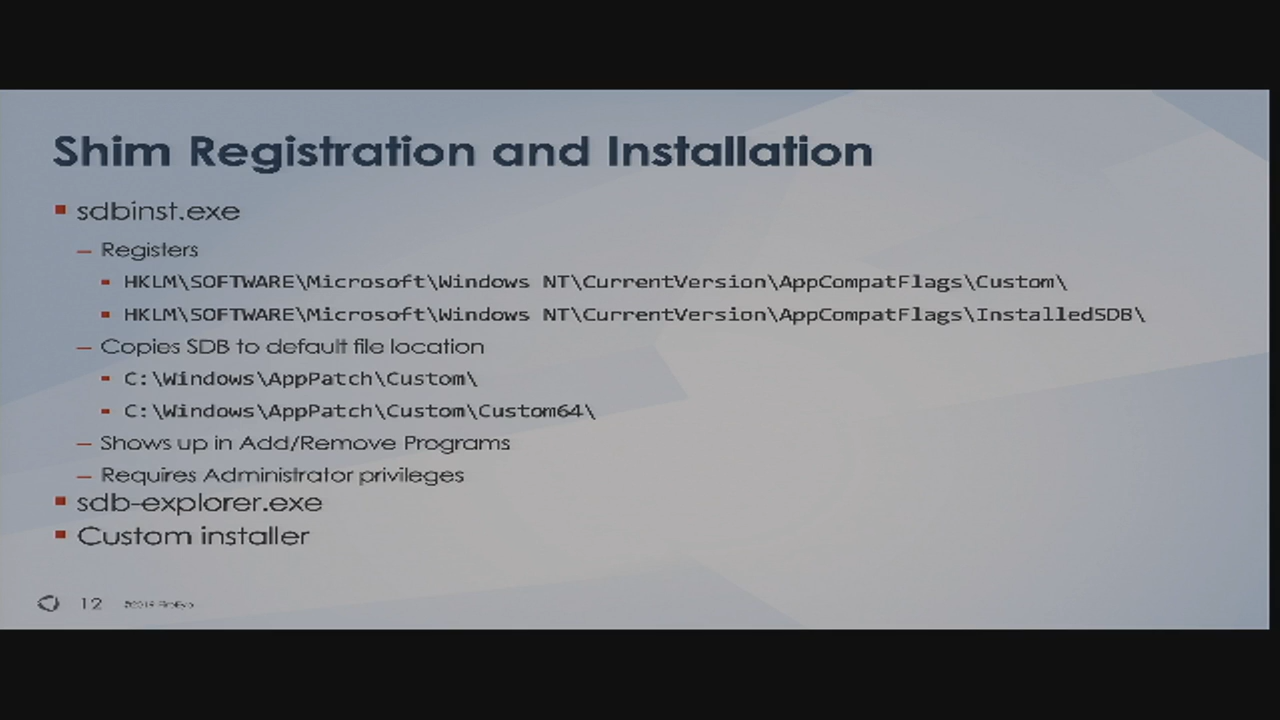 Shim Registration and Installation
sdbinst.exe
– Registers
HKLM\SOFTWARE\Microsoft\Windows NT\CurrentVersion\AppCompatFlags\Custom\
HKLM\SOFTWARE\Microsoft\Windows NT\CurrentVersion\AppCompatFlags\InstalledSDB\
– Copies SDB to default file location
C:\Windows\AppPatch\Custom\
C:\Windows\AppPatch\Custom\Custom64\
– Shows up in Add/Remove Programs
– Requires Administrator privileges
sdb-explorer.exe
Custom installer
12